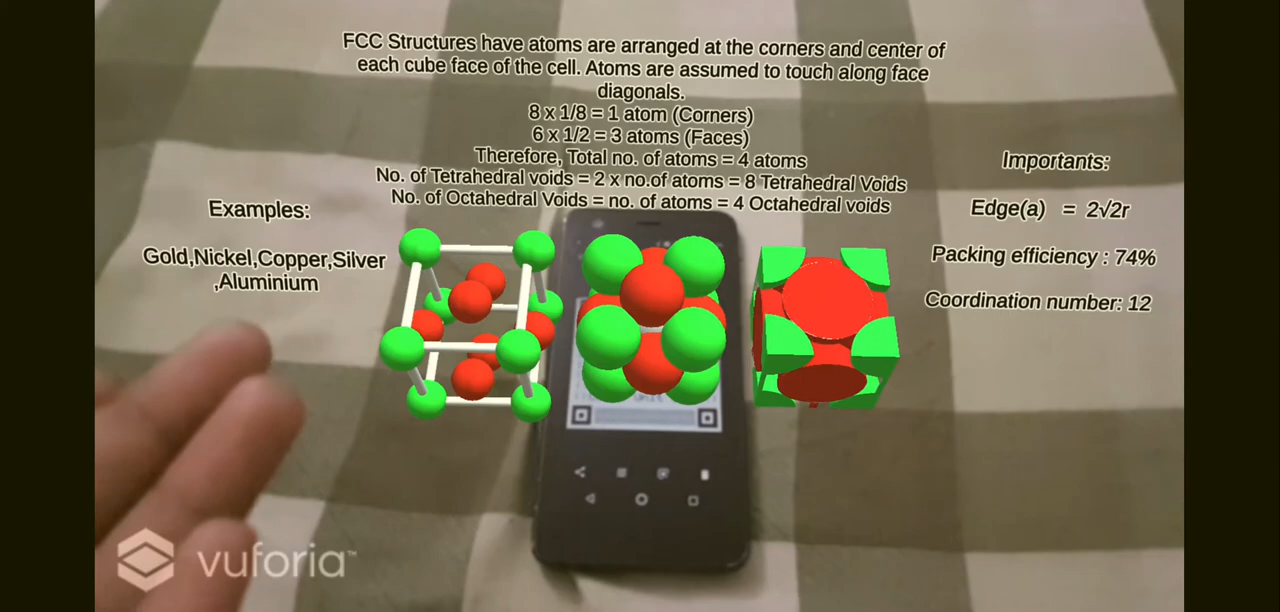 FCC Structures have atoms are arranged at the corners and center of
each cube face of the cell. Atoms are assumed to touch along face
diagonals.
8 x 1/8 = 1 atom (Corners)
6 x 1/2 = 3 atoms (Faces)
Therefore, Total no. of atoms = 4 atoms
No. of Tetrahedral voids = 2 x no.of atoms = 8 Tetrahedral Voids
No. of Octahedral Voids = no. of atoms = 4 Octahedral voids
Examples:
Gold,Nickel,Copper,Silver
,Aluminium
Importants:
Edge(a) = 2√2r
Packing efficiency : 74%
Coordination number: 12
vuforia™